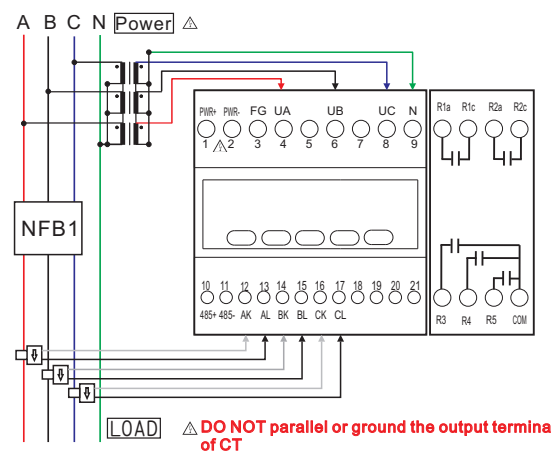 A B C N Power
PWR+ PWR- FG UA UB UC N
1 2 3 4 5 6 7 8 9
R1a R1c R2a R2c
NFB1
10 11 12 13 14 15 16 17 18 19 20 21
485+ 485- AK AL BK BL CK CL
R3 R4 R5 COM
LOAD
DO NOT parallel or ground the output termina
of CT